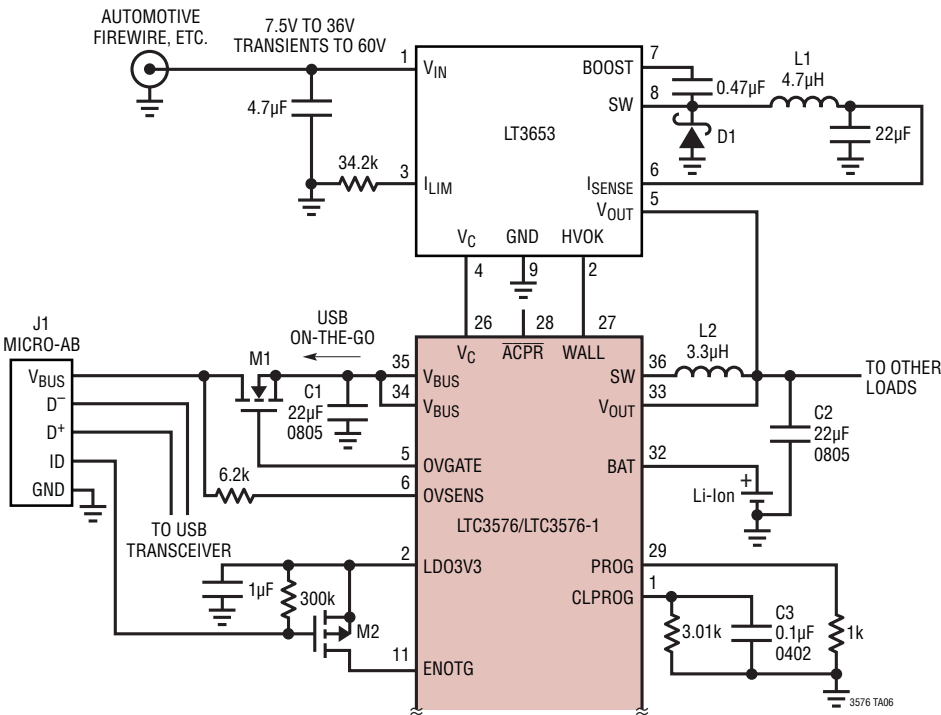 AUTOMOTIVE
FIREWIRE, ETC.
7.5V TO 36V
TRANSIENTS TO 60V
4.7µF
34.2k
1
VIN
3
ILIM
LT3653
BOOST
7
SW
8
ISENSE
6
VOUT
5
0.47µF
D1
L1
4.7µH
22µF
VC
GND
HVOK
4
9
2
26
28
27
VC
ACPR
WALL
J1
MICRO-AB
VBUS
D–
D+
ID
GND
USB
ON-THE-GO
M1
C1
22µF
0805
6.2k
TO USB
TRANSCEIVER
1µF
300k
M2
35
VBUS
34
VBUS
5
OVGATE
6
OVSENS
LTC3576/LTC3576-1
2
LDO3V3
11
ENOTG
SW
36
VOUT
33
BAT
32
PROG
29
CLPROG
1
L2
3.3µH
TO OTHER
LOADS
C2
22µF
0805
Li-Ion
+
3.01k
C3
0.1µF
0402
1k
3576 TA06